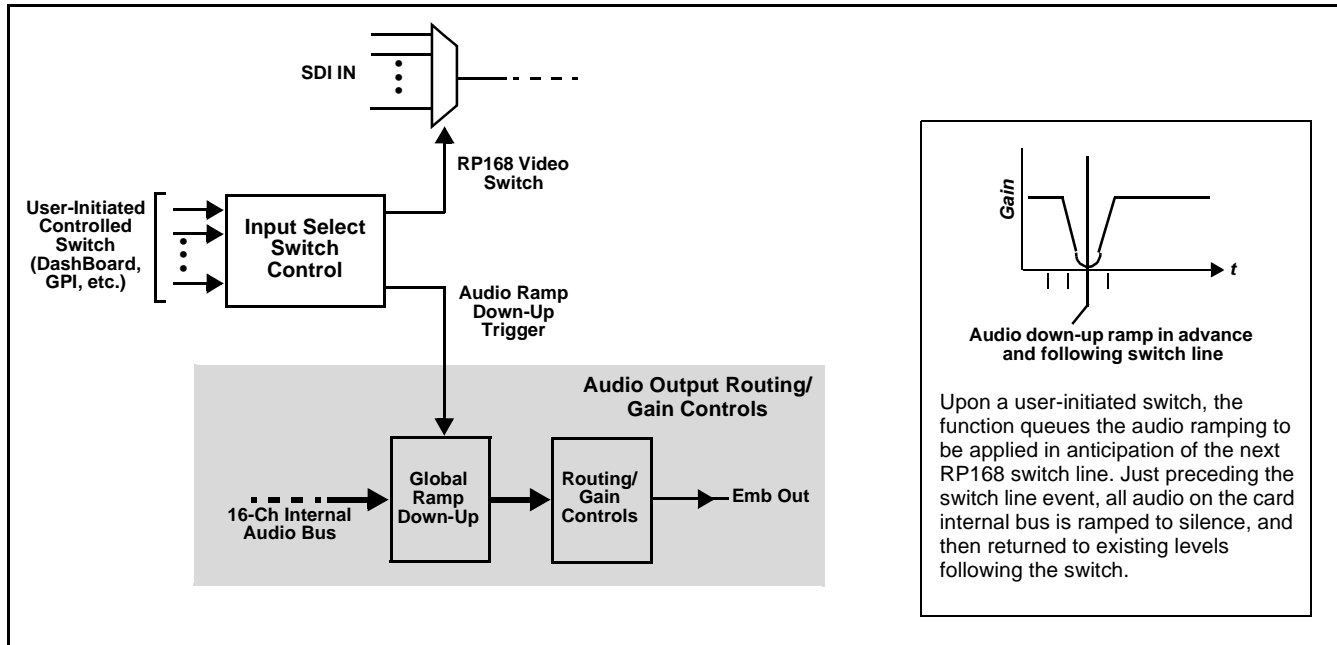 SDI IN
RP168 Video
Switch
User-Initiated
Controlled
Switch
(DashBoard,
GPI, etc.)
Input Select
Switch
Control
Audio Ramp
Down-Up
Trigger
Audio Output Routing/
Gain Controls
16-Ch Internal
Audio Bus
Global
Ramp
Down-Up
Routing/
Gain
Controls
Emb Out
Gain
t
Audio down-up ramp in advance
and following switch line
Upon a user-initiated switch, the
function queues the audio ramping to
be applied in anticipation of the next
RP168 switch line. Just preceding the
switch line event, all audio on the card
internal bus is ramped to silence, and
then returned to existing levels
following the switch.